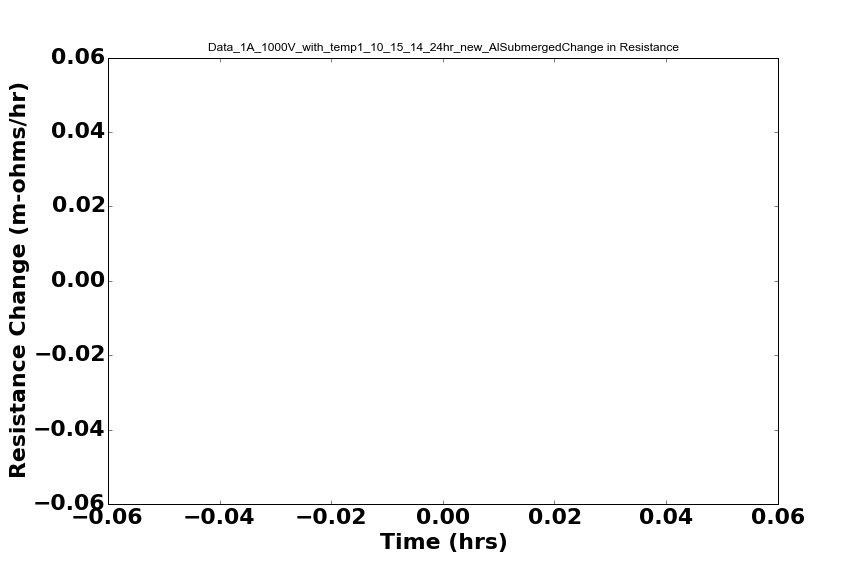 Data_1A_1000V_with_temp1_10_15_14_24hr_new_AlSubmergedChange in Resistance
0.06
0.04
0.02
0.00
−0.02
−0.04
−0.06
Resistance Change (m-ohms/hr)
−0.06 −0.04 −0.02 0.00 0.02 0.04 0.06
Time (hrs)